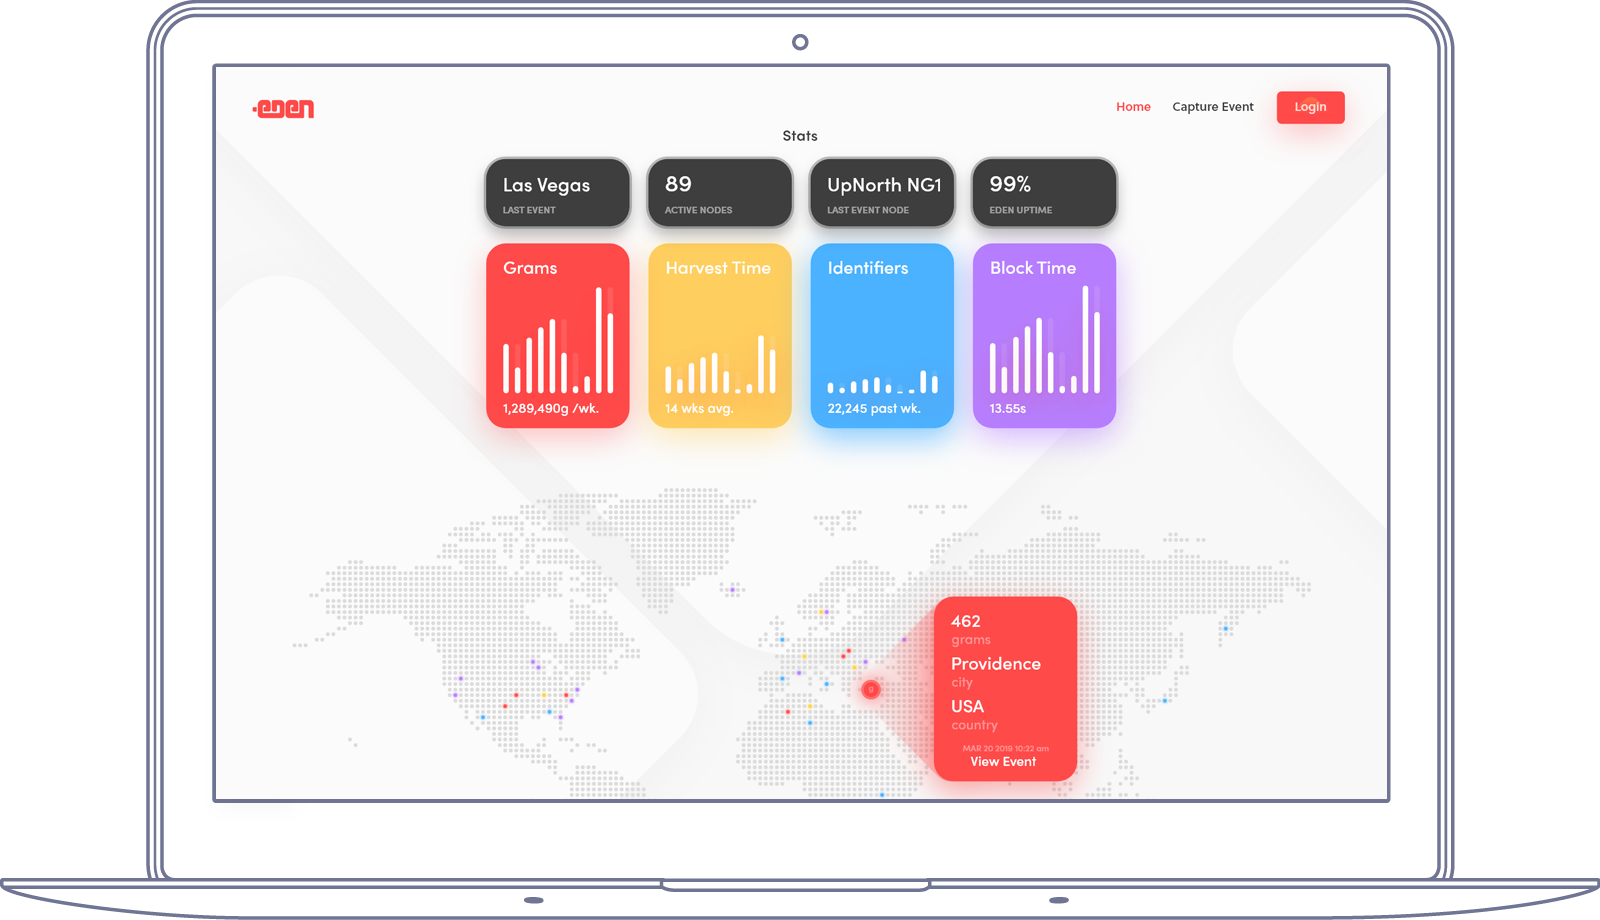 eden
Home
Capture Event
Login
Stats
Las Vegas
LAST EVENT
89
ACTIVE NODES
UpNorth NG1
LAST EVENT NODE
99%
EDEN UPTIME
Grams
1,289,490g /wk.
Harvest Time
14 wks avg.
Identifiers
22,245 past wk.
Block Time
13.55s
g
462
grams
Providence
city
USA
country
MAR 20 2019 10:22 am
View Event